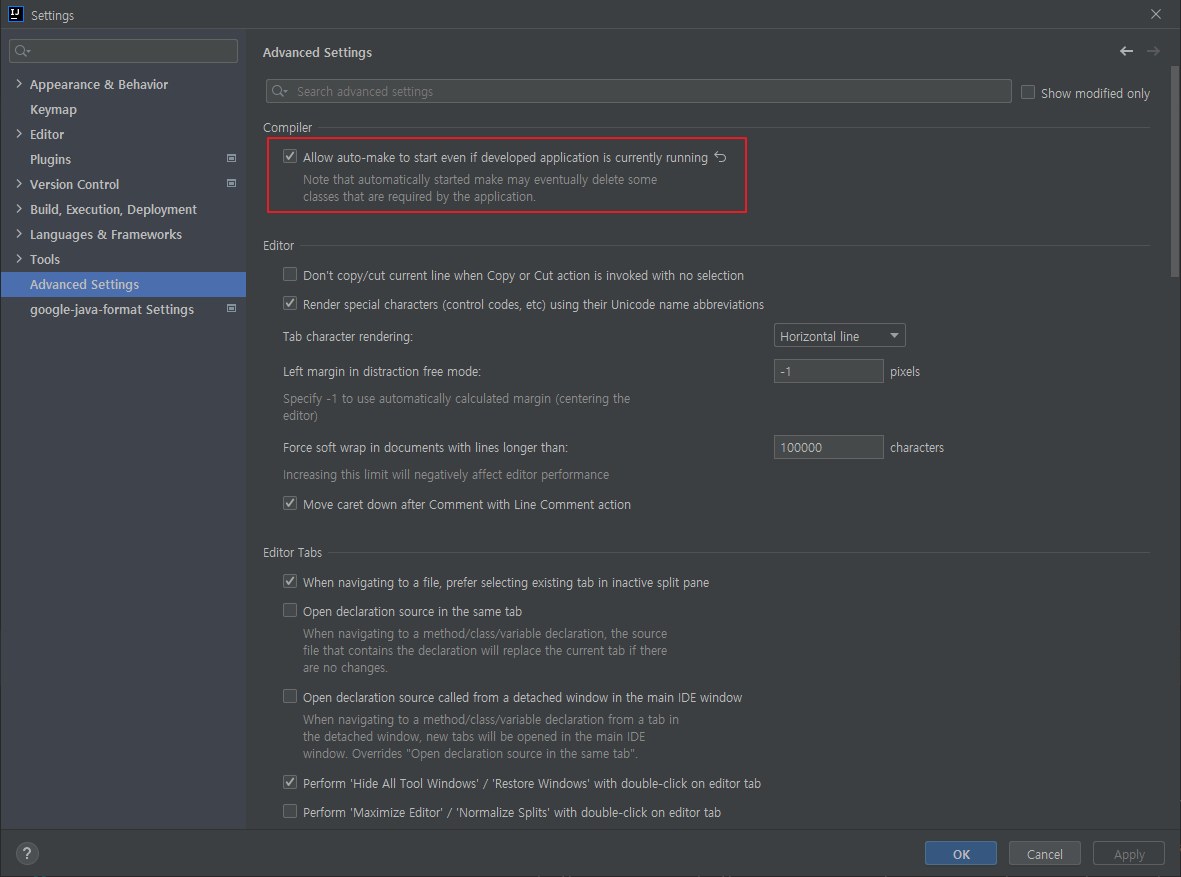 IJ
Settings
Appearance & Behavior
Keymap
Editor
Plugins
Version Control
Build, Execution, Deployment
Languages & Frameworks
Tools
Advanced Settings
google-java-format Settings
Advanced Settings
Search advanced settings
Show modified only
Compiler
Allow auto-make to start even if developed application is currently running
Note that automatically started make may eventually delete some
classes that are required by the application.
Editor
Don't copy/cut current line when Copy or Cut action is invoked with no selection
Render special characters (control codes, etc) using their Unicode name abbreviations
Tab character rendering: Horizontal line
Left margin in distraction free mode: -1 pixels
Specify -1 to use automatically calculated margin (centering the
editor)
Force soft wrap in documents with lines longer than: 100000 characters
Increasing this limit will negatively affect editor performance
Move caret down after Comment with Line Comment action
Editor Tabs
When navigating to a file, prefer selecting existing tab in inactive split pane
Open declaration source in the same tab
When navigating to a method/class/variable declaration, the source
file that contains the declaration will replace the current tab if there
are no changes.
Open declaration source called from a detached window in the main IDE window
When navigating to a method/class/variable declaration from a tab in
the detached window, new tabs will be opened in the main IDE
window. Overrides "Open declaration source in the same tab".
Perform 'Hide All Tool Windows' / 'Restore Windows' with double-click on editor tab
Perform 'Maximize Editor' / 'Normalize Splits' with double-click on editor tab
?
OK
Cancel
Apply